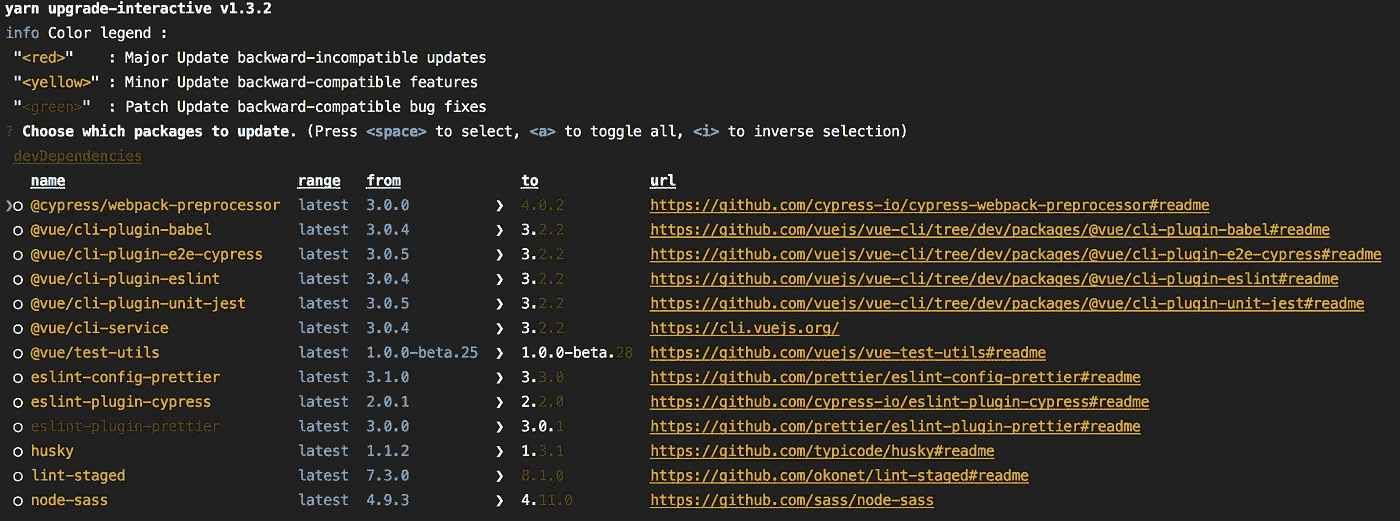 yarn upgrade-interactive v1.3.2
info Color legend :
"<red>" : Major Update backward-incompatible updates
"<yellow>" : Minor Update backward-compatible features
"<green>" : Patch Update backward-compatible bug fixes
? Choose which packages to update. (Press <space> to select, <a> to toggle all, <i> to inverse selection)
devDependencies
name range from to url
❯○ @cypress/webpack-preprocessor latest 3.0.0 ❯ 4.0.2 https://github.com/cypress-io/cypress-webpack-preprocessor#readme
○ @vue/cli-plugin-babel latest 3.0.4 ❯ 3.2.2 https://github.com/vuejs/vue-cli/tree/dev/packages/@vue/cli-plugin-babel#readme
○ @vue/cli-plugin-e2e-cypress latest 3.0.5 ❯ 3.2.2 https://github.com/vuejs/vue-cli/tree/dev/packages/@vue/cli-plugin-e2e-cypress#readme
○ @vue/cli-plugin-eslint latest 3.0.4 ❯ 3.2.2 https://github.com/vuejs/vue-cli/tree/dev/packages/@vue/cli-plugin-eslint#readme
○ @vue/cli-plugin-unit-jest latest 3.0.5 ❯ 3.2.2 https://github.com/vuejs/vue-cli/tree/dev/packages/@vue/cli-plugin-unit-jest#readme
○ @vue/cli-service latest 3.0.4 ❯ 3.2.2 https://cli.vuejs.org/
○ @vue/test-utils latest 1.0.0-beta.25 ❯ 1.0.0-beta.28 https://github.com/vuejs/vue-test-utils#readme
○ eslint-config-prettier latest 3.1.0 ❯ 3.3.0 https://github.com/prettier/eslint-config-prettier#readme
○ eslint-plugin-cypress latest 2.0.1 ❯ 2.2.0 https://github.com/cypress-io/eslint-plugin-cypress#readme
○ eslint-plugin-prettier latest 3.0.0 ❯ 3.0.1 https://github.com/prettier/eslint-plugin-prettier#readme
○ husky latest 1.1.2 ❯ 1.3.1 https://github.com/typicode/husky#readme
○ lint-staged latest 7.3.0 ❯ 8.1.0 https://github.com/okonet/lint-staged#readme
○ node-sass latest 4.9.3 ❯ 4.11.0 https://github.com/sass/node-sass